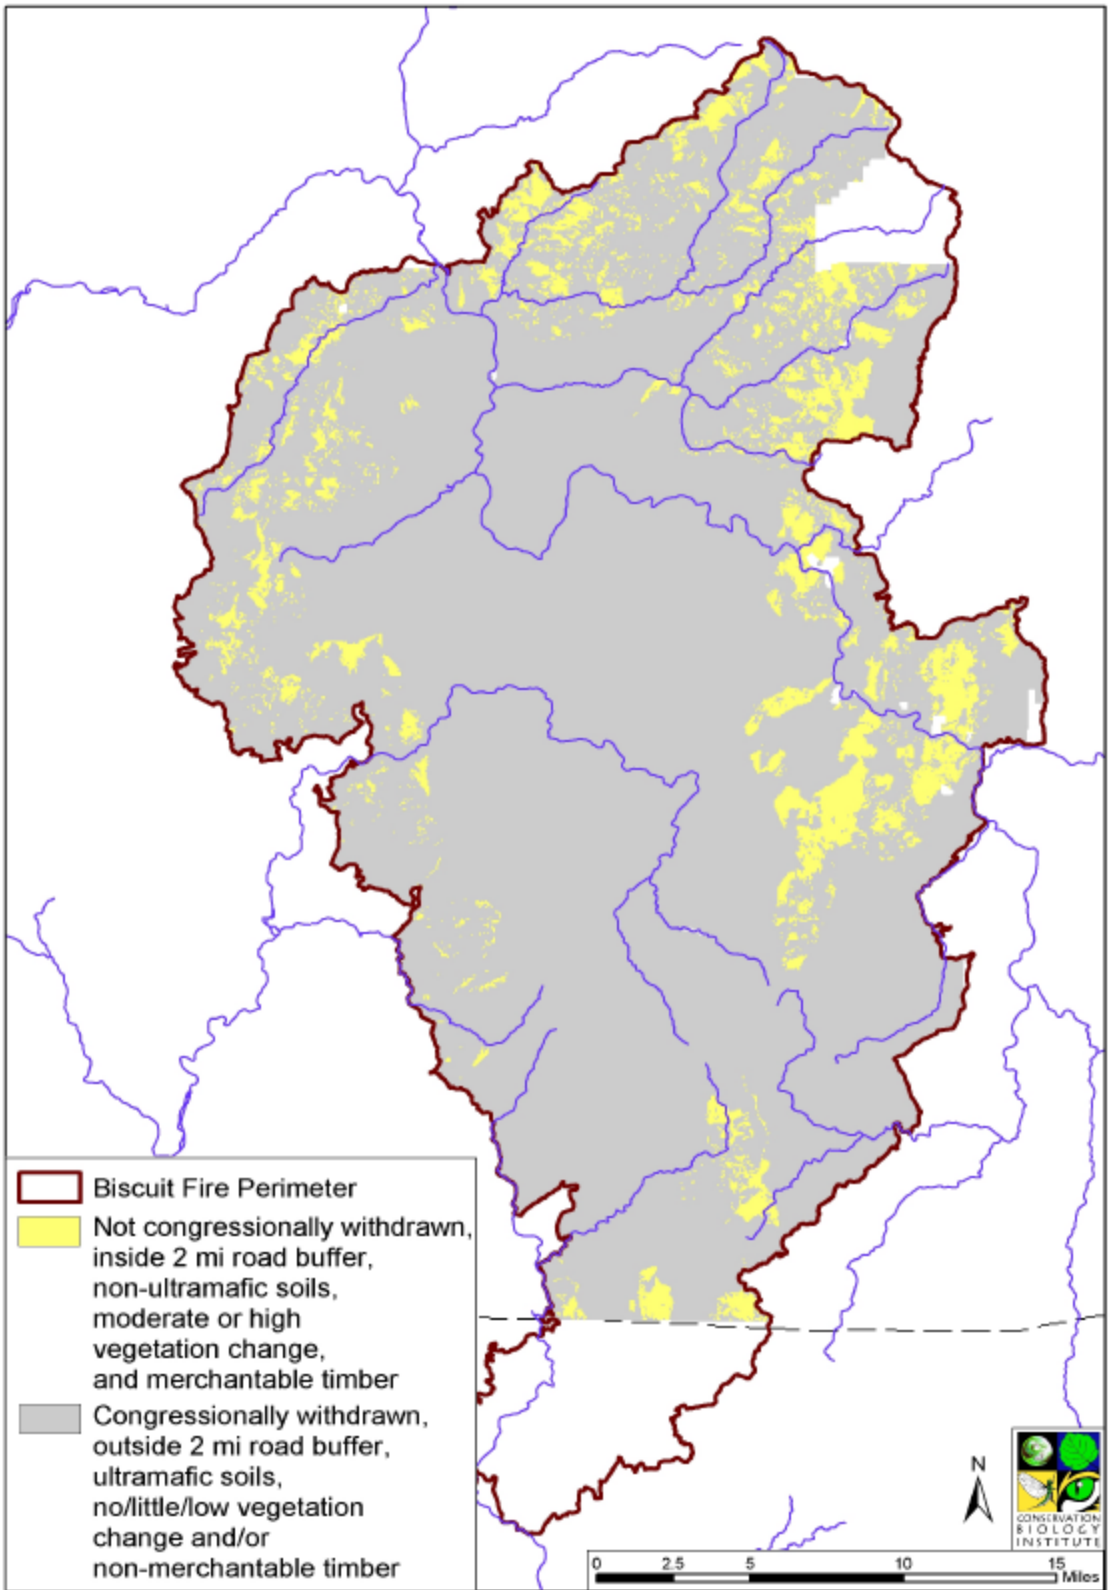 Biscuit Fire Perimeter
Not congressionally withdrawn,
inside 2 mi road buffer,
non-ultramafic soils,
moderate or high
vegetation change,
and merchantable timber
Congressionally withdrawn,
outside 2 mi road buffer,
ultramafic soils,
no/little/low vegetation
change and/or
non-merchantable timber
N
CONSERVATION
BIOLOGY
INSTITUTE
0 2.5 5 10 15
Miles